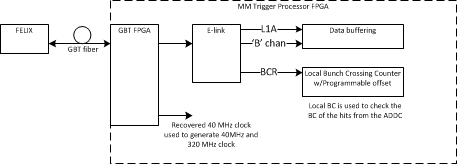 MM Trigger Processor FPGA
FELIX
GBT fiber
GBT FPGA
E-link
L1A
'B' chan
BCR
Data buffering
Local Bunch Crossing Counter
w/Programmable offset
Local BC is used to check the
BC of the hits from the ADDC
Recovered 40 MHz clock
used to generate 40MHz and
320 MHz clock